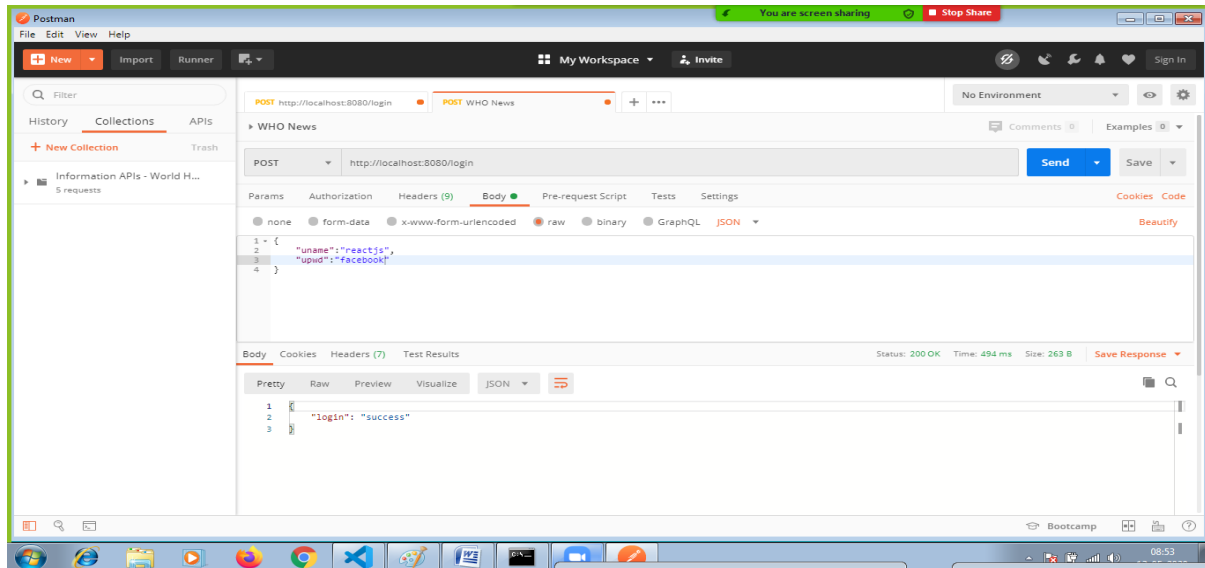 Postman
You are screen sharing
Stop Share
File Edit View Help
New Import Runner My Workspace Invite Sign In
Filter
POST http://localhost:8080/login POST WHO News + ••• No Environment
History Collections APIs
WHO News Comments 0 Examples 0
+ New Collection Trash
POST http://localhost:8080/login Send Save
Information APIs - World H...
5 requests
Params Authorization Headers (9) Body Pre-request Script Tests Settings Cookies Code
none form-data x-www-form-urlencoded raw binary GraphQL JSON Beautify
1 {
2 "uname":"reactjs",
3 "upwd":"facebook"
4 }
Body Cookies Headers (7) Test Results Status: 200 OK Time: 494 ms Size: 263 B Save Response
Pretty Raw Preview Visualize JSON
1 {
2 "login": "success"
3 }
Bootcamp
08:53